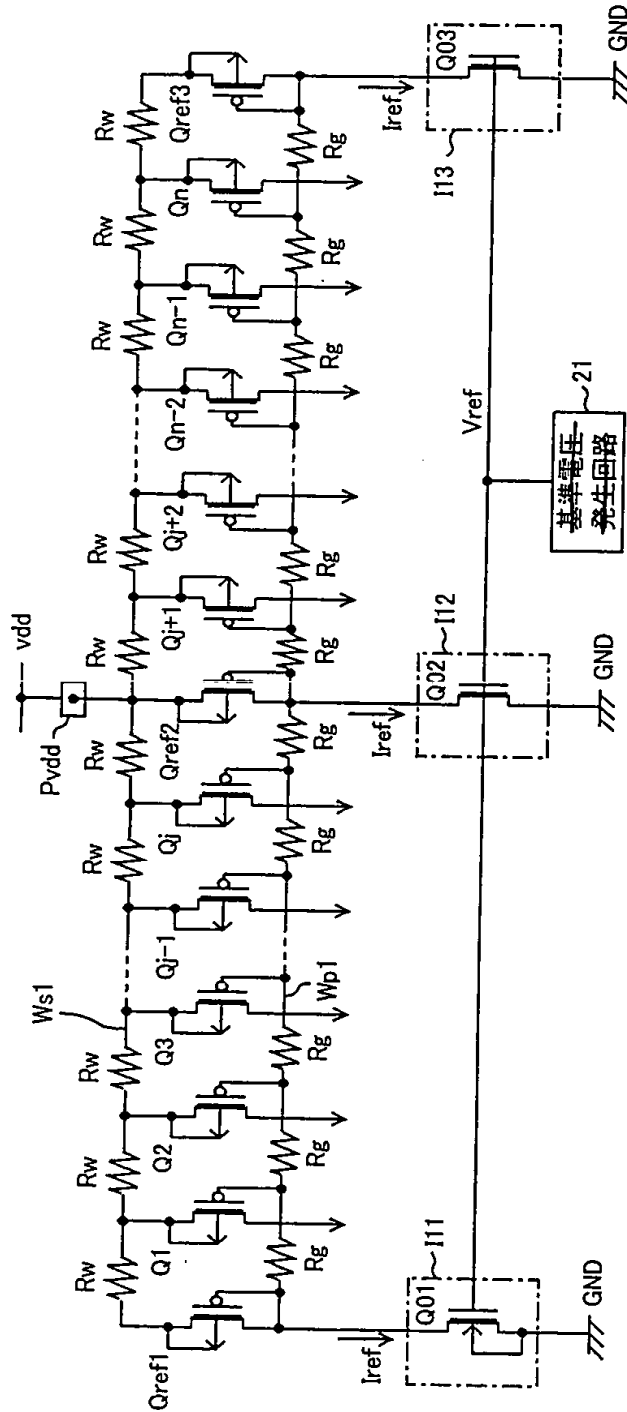 vdd
Pvdd
Ws1
Rw
Rw
Rw
Rw
Rw
Rw
Rw
Rw
Rw
Rw
Qref1
Q1
Q2
Q3
Qj-1
Qj
Qref2
Qj+1
Qj+2
Qn-2
Qn-1
Qn
Qref3
Rg
Rg
Rg
Wp1
Rg
Rg
Rg
Rg
Rg
Rg
Rg
Iref
Iref
Iref
I11
I12
I13
Q01
Q02
Q03
Vref
GND
GND
GND
基準電圧
発生回路
21